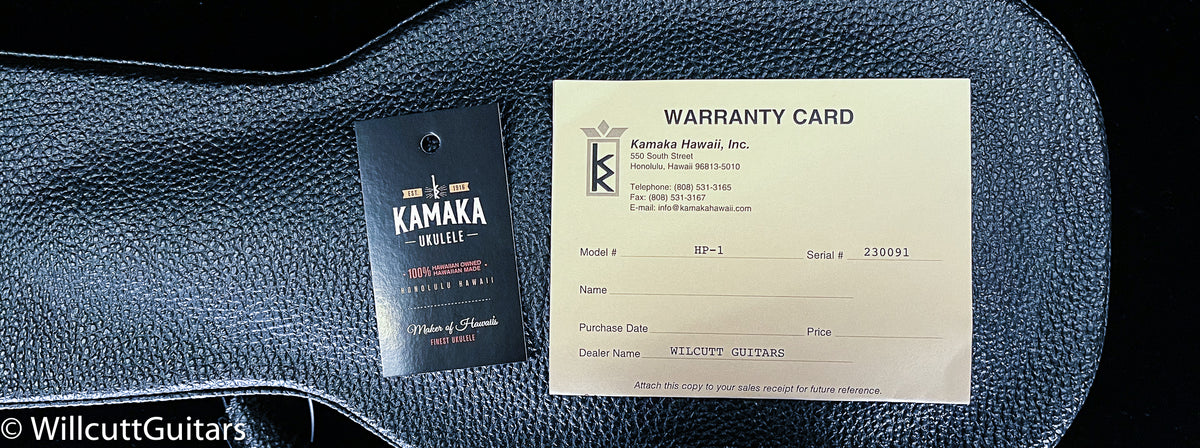 EST. 1916
KAMAKA
UKULELE
100% HAWAIIAN OWNED
HAWAIIAN MADE
HONOLULU HAWAII
Maker of Hawaii's
FINEST UKULELE
WARRANTY CARD
Kamaka Hawaii, Inc.
550 South Street
Honolulu, Hawaii 96813-5010
Telephone: (808) 531-3165
Fax: (808) 531-3167
E-mail: info@kamakahawaii.com
Model # HP-1 Serial # 230091
Name
Purchase Date Price
Dealer Name WILCUTT GUITARS
Attach this copy to your sales receipt for future reference.
© WillcuttGuitars